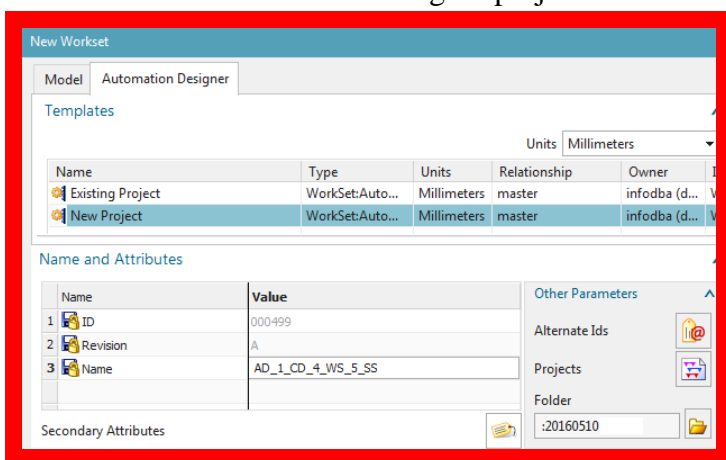 New Workset
Model Automation Designer
Templates
Units Millimeters
Name Type Units Relationship Owner
Existing Project WorkSet:Auto... Millimeters master infodba (d...
New Project WorkSet:Auto... Millimeters master infodba (d...
Name and Attributes
Name Value
1 ID 000499
2 Revision A
3 Name AD_1_CD_4_WS_5_SS
Other Parameters
Alternate Ids
Projects
Folder
:20160510
Secondary Attributes